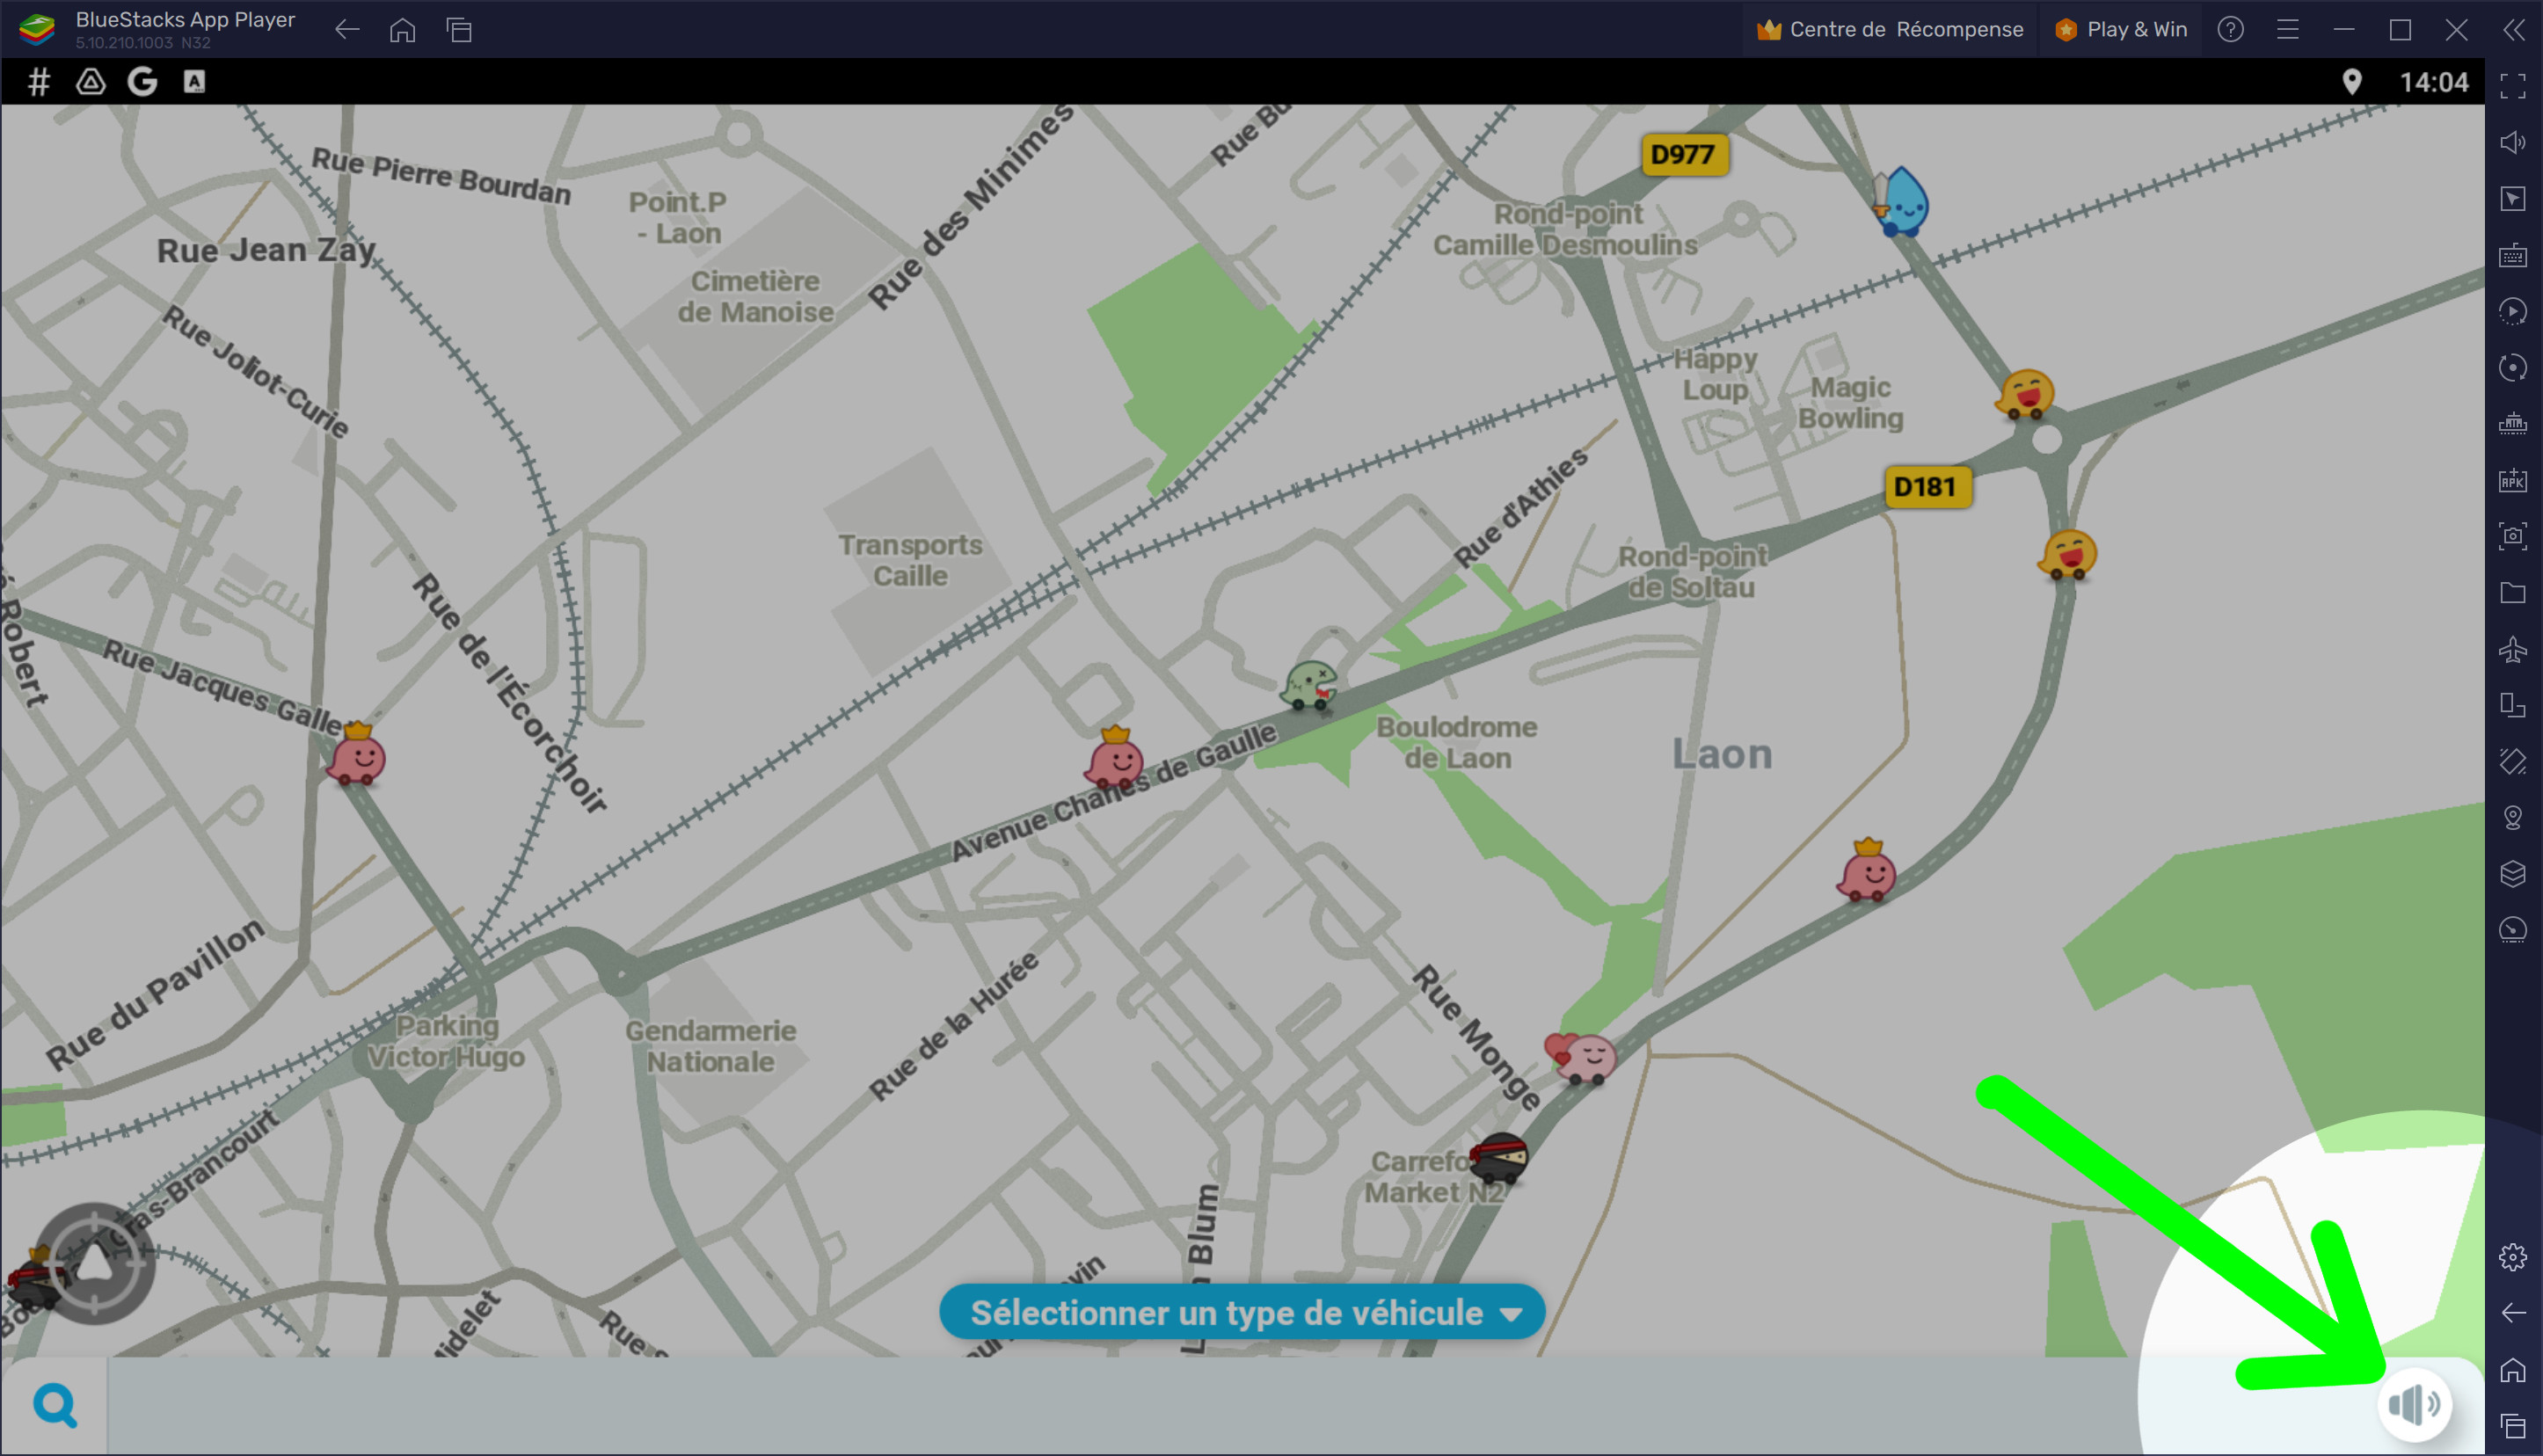 BlueStacks App Player
5.10.210.1003 N32
Centre de Récompense
Play & Win
14:04
Rue Pierre Bourdan
Rue Jean Zay
Point.P
- Laon
Cimetière
de Manoise
Rue des Minimes
Rue Bu
D977
Rond-point
Camille Desmoulins
Rue Joliot-Curie
Happy
Loup
Magic
Bowling
D181
Rue d'Athies
Transports
Caille
Rond-point
de Soltau
Robert
Rue Jacques Galle
Rue de l'Écorchoir
Boulodrome
de Laon
Laon
Avenue Charles de Gaulle
Rue du Pavillon
Parking
Victor Hugo
Gendarmerie
Nationale
Rue de la Hurée
Rue Monge
Carrefo
Market N2
Gras-Brancourt
Blum
vin
Midelet
Rue s
Sélectionner un type de véhicule
APK